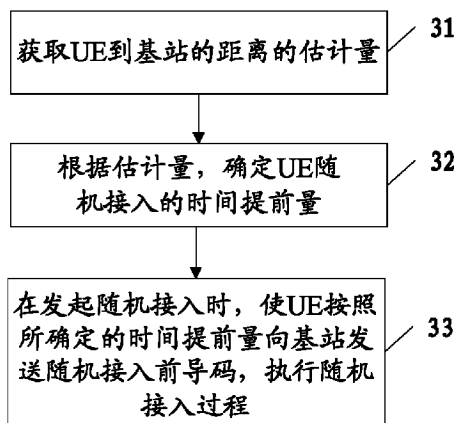 获取UE到基站的距离的估计量
31
根据估计量，确定UE随
机接入的时间提前量
32
在发起随机接入时，使UE按照
所确定的时间提前量向基站发
送随机接入前导码，执行随机
接入过程
33